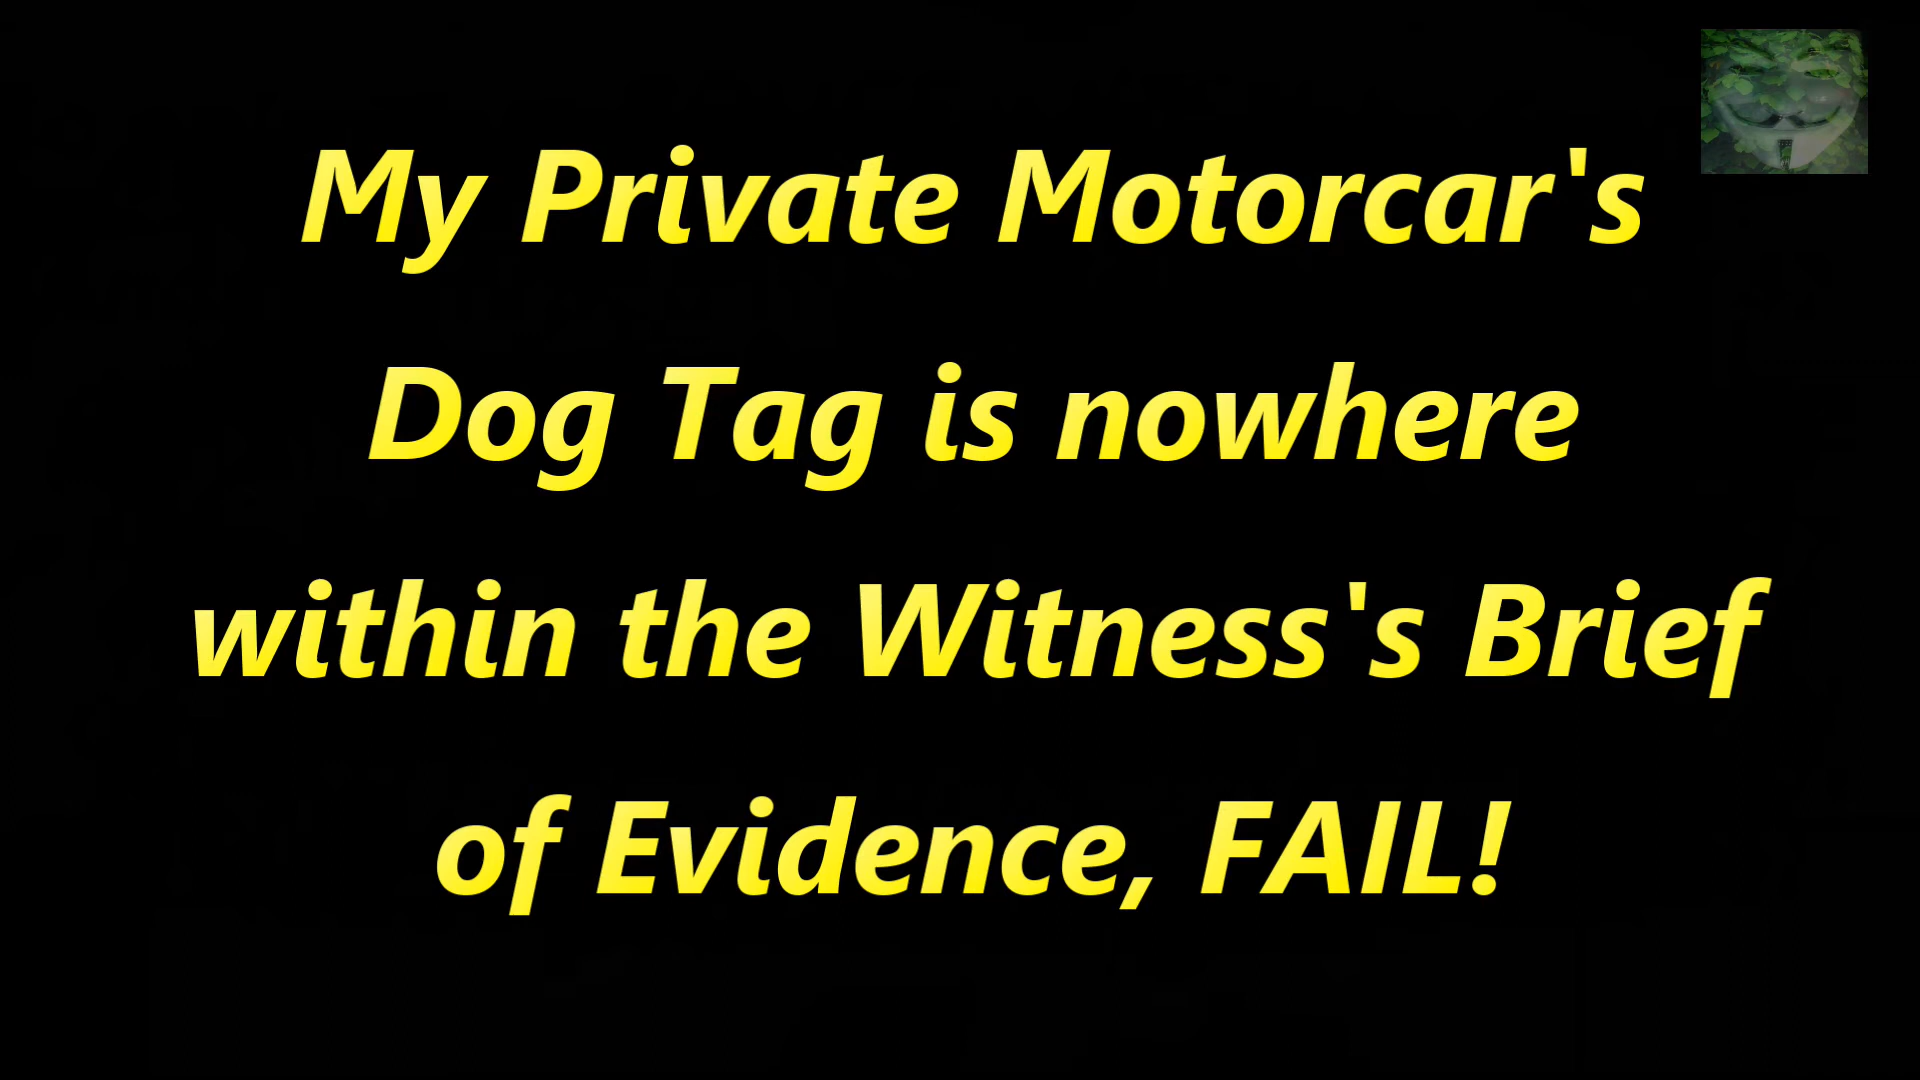 My Private Motorcar's
Dog Tag is nowhere
within the Witness's Brief
of Evidence, FAIL!